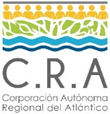 C.R.A
Corporación Autónoma
Regional del Atlántico